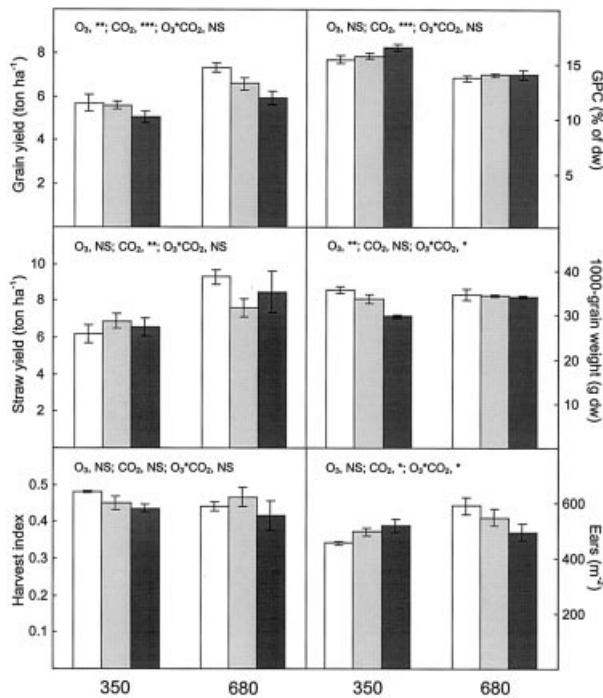 O₃, **; CO₂, ***; O₃*CO₂, NS
Grain yield (ton ha⁻¹)
8
6
4
2
O₃, NS; CO₂, ***; O₃*CO₂, NS
15
10
5
GPC (% of dw)
O₃, NS; CO₂, **; O₃*CO₂, NS
Straw yield (ton ha⁻¹)
10
8
6
4
2
O₃, **; CO₂, NS; O₃*CO₂, *
40
30
20
10
1000-grain weight (g dw)
O₃, NS; CO₂, NS; O₃*CO₂, NS
Harvest index
0.5
0.4
0.3
0.2
0.1
O₃, NS; CO₂, *; O₃*CO₂, *
600
400
200
Ears (m⁻²)
350 680 350 680